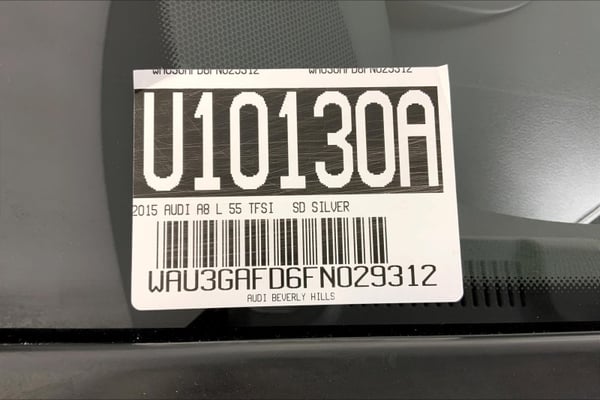 WAU3GAFD6FN029312 WAU3GAFD6FN029312
U10130A
2015 AUDI A8 L 55 TFSI SD SILVER
WAU3GAFD6FN029312
AUDI BEVERLY HILLS